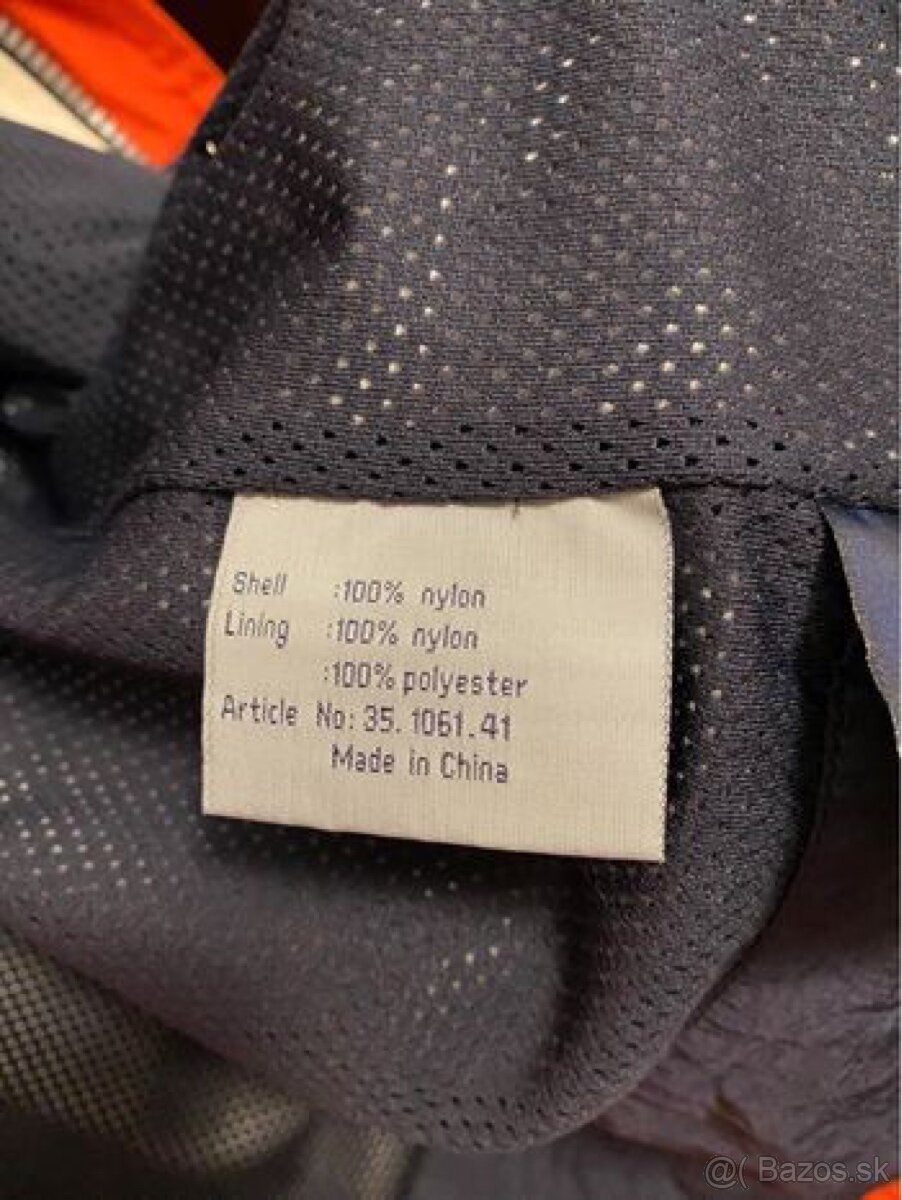 Shell :100% nylon
Lining :100% nylon
:100% polyester
Article No: 35.1061.41
Made in China
@( Bazos.sk